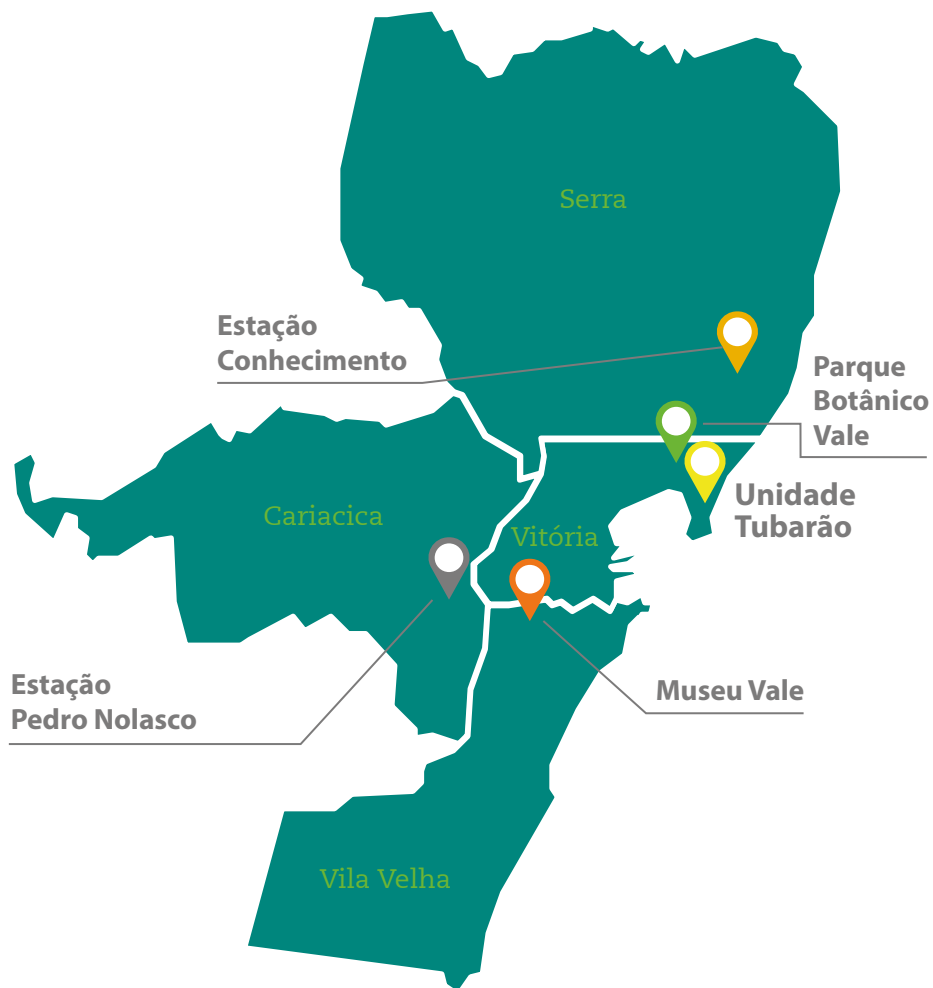 Serra
Estação
Conhecimento
Parque
Botânico
Vale
Unidade
Tubarão
Cariacica
Vitória
Estação
Pedro Nolasco
Museu Vale
Vila Velha